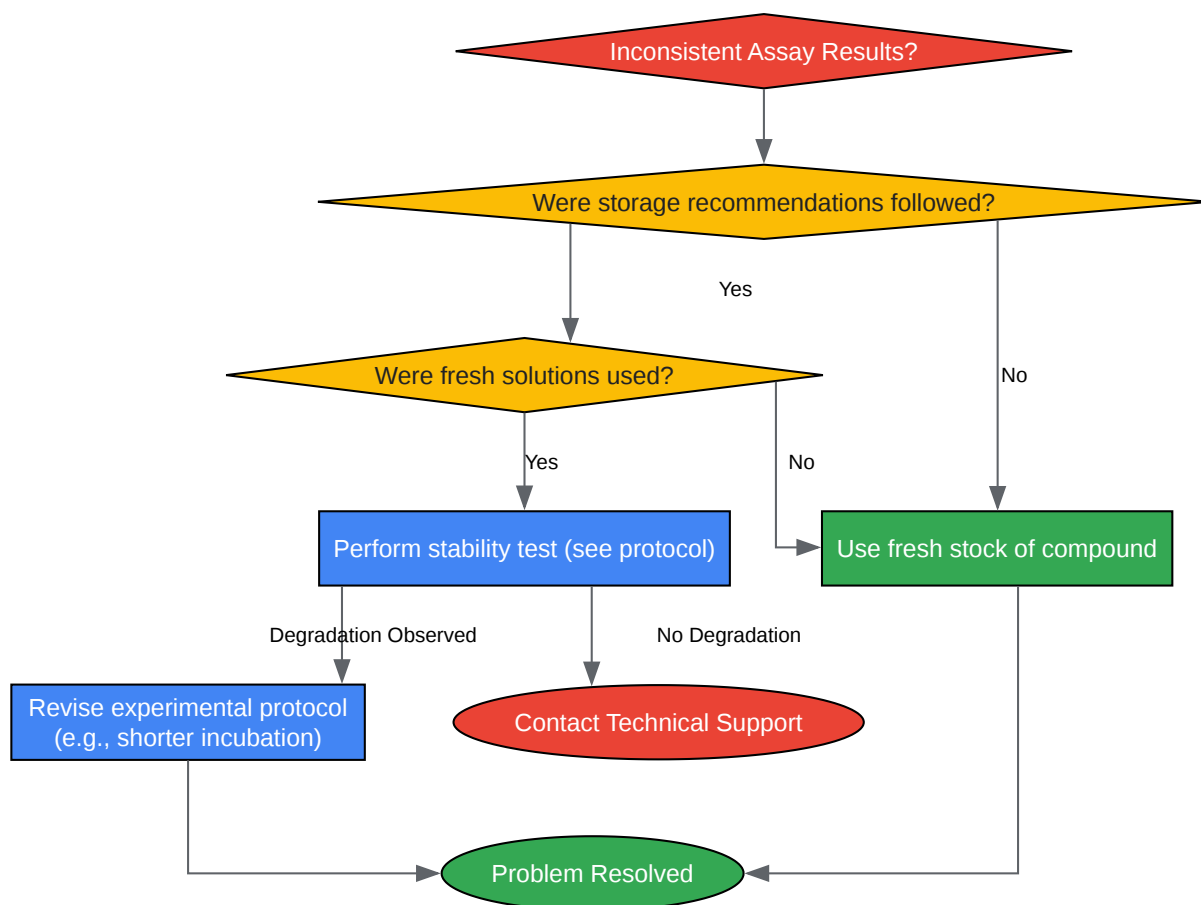 Inconsistent Assay Results?
Were storage recommendations followed?
Yes
Were fresh solutions used?
No
Yes
No
Perform stability test (see protocol)
Use fresh stock of compound
Degradation Observed
No Degradation
Revise experimental protocol
(e.g., shorter incubation)
Contact Technical Support
Problem Resolved